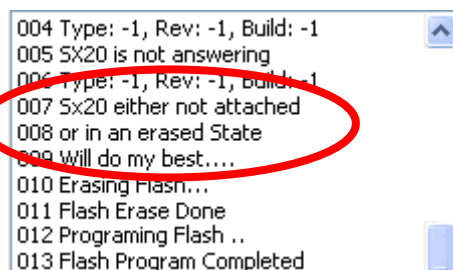 004 Type: -1, Rev: -1, Build: -1
005 SX20 is not answering
006 Type: -1, Rev: -1, Build: -1
007 Sx20 either not attached
008 or in an erased State
009 Will do my best....
010 Erasing Flash...
011 Flash Erase Done
012 Programing Flash ..
013 Flash Program Completed